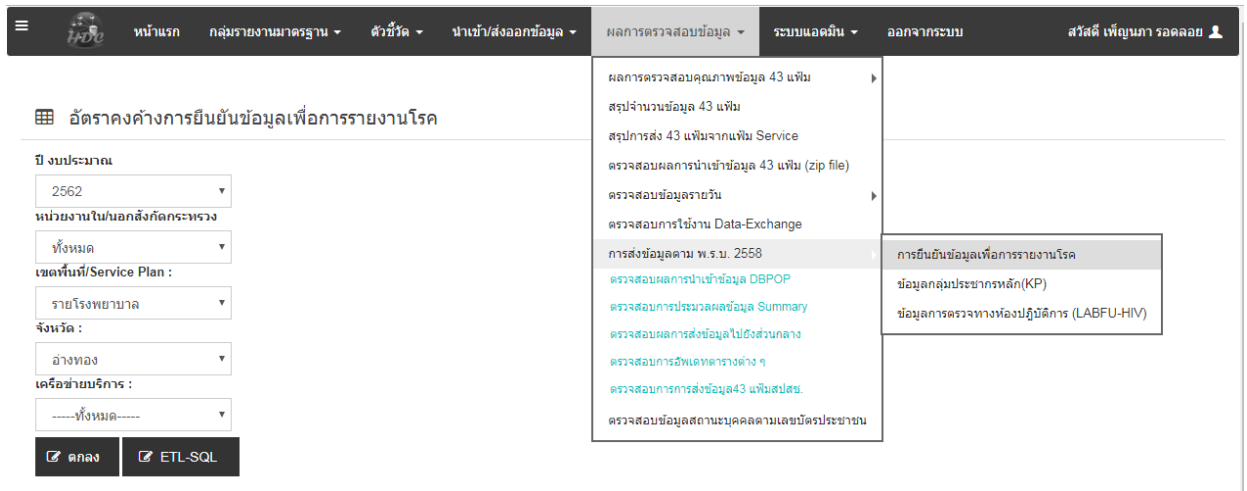 HDC หน้าแรก กลุ่มรายงานมาตรฐาน ตัวชี้วัด นำเข้า/ส่งออกข้อมูล ผลการตรวจสอบข้อมูล ระบบแอดมิน ออกจากระบบ สวัสดี เพ็ญนภา รอดลอย
อัตราคงค้างการยืนยันข้อมูลเพื่อการรายงานโรค
ปี งบประมาณ
2562
หน่วยงานใน/นอกสังกัดกระทรวง
ทั้งหมด
เขตพื้นที่/Service Plan :
รายโรงพยาบาล
จังหวัด :
อ่างทอง
เครือข่ายบริการ :
-----ทั้งหมด-----
ตกลง ETL-SQL
ผลการตรวจสอบคุณภาพข้อมูล 43 แฟ้ม
สรุปจำนวนข้อมูล 43 แฟ้ม
สรุปการส่ง 43 แฟ้มจากแฟ้ม Service
ตรวจสอบผลการนำเข้าข้อมูล 43 แฟ้ม (zip file)
ตรวจสอบข้อมูลรายวัน
ตรวจสอบการใช้งาน Data-Exchange
การส่งข้อมูลตาม พ.ร.บ. 2558
ตรวจสอบผลการนำเข้าข้อมูล DBPOP
ตรวจสอบการประมวลผลข้อมูล Summary
ตรวจสอบผลการส่งข้อมูลไปยังส่วนกลาง
ตรวจสอบการอัพเดทตารางต่าง ๆ
ตรวจสอบการการส่งข้อมูล43 แฟ้มสปสช.
ตรวจสอบข้อมูลสถานะบุคคลตามเลขบัตรประชาชน
การยืนยันข้อมูลเพื่อการรายงานโรค
ข้อมูลกลุ่มประชากรหลัก(KP)
ข้อมูลการตรวจทางห้องปฏิบัติการ (LABFU-HIV)